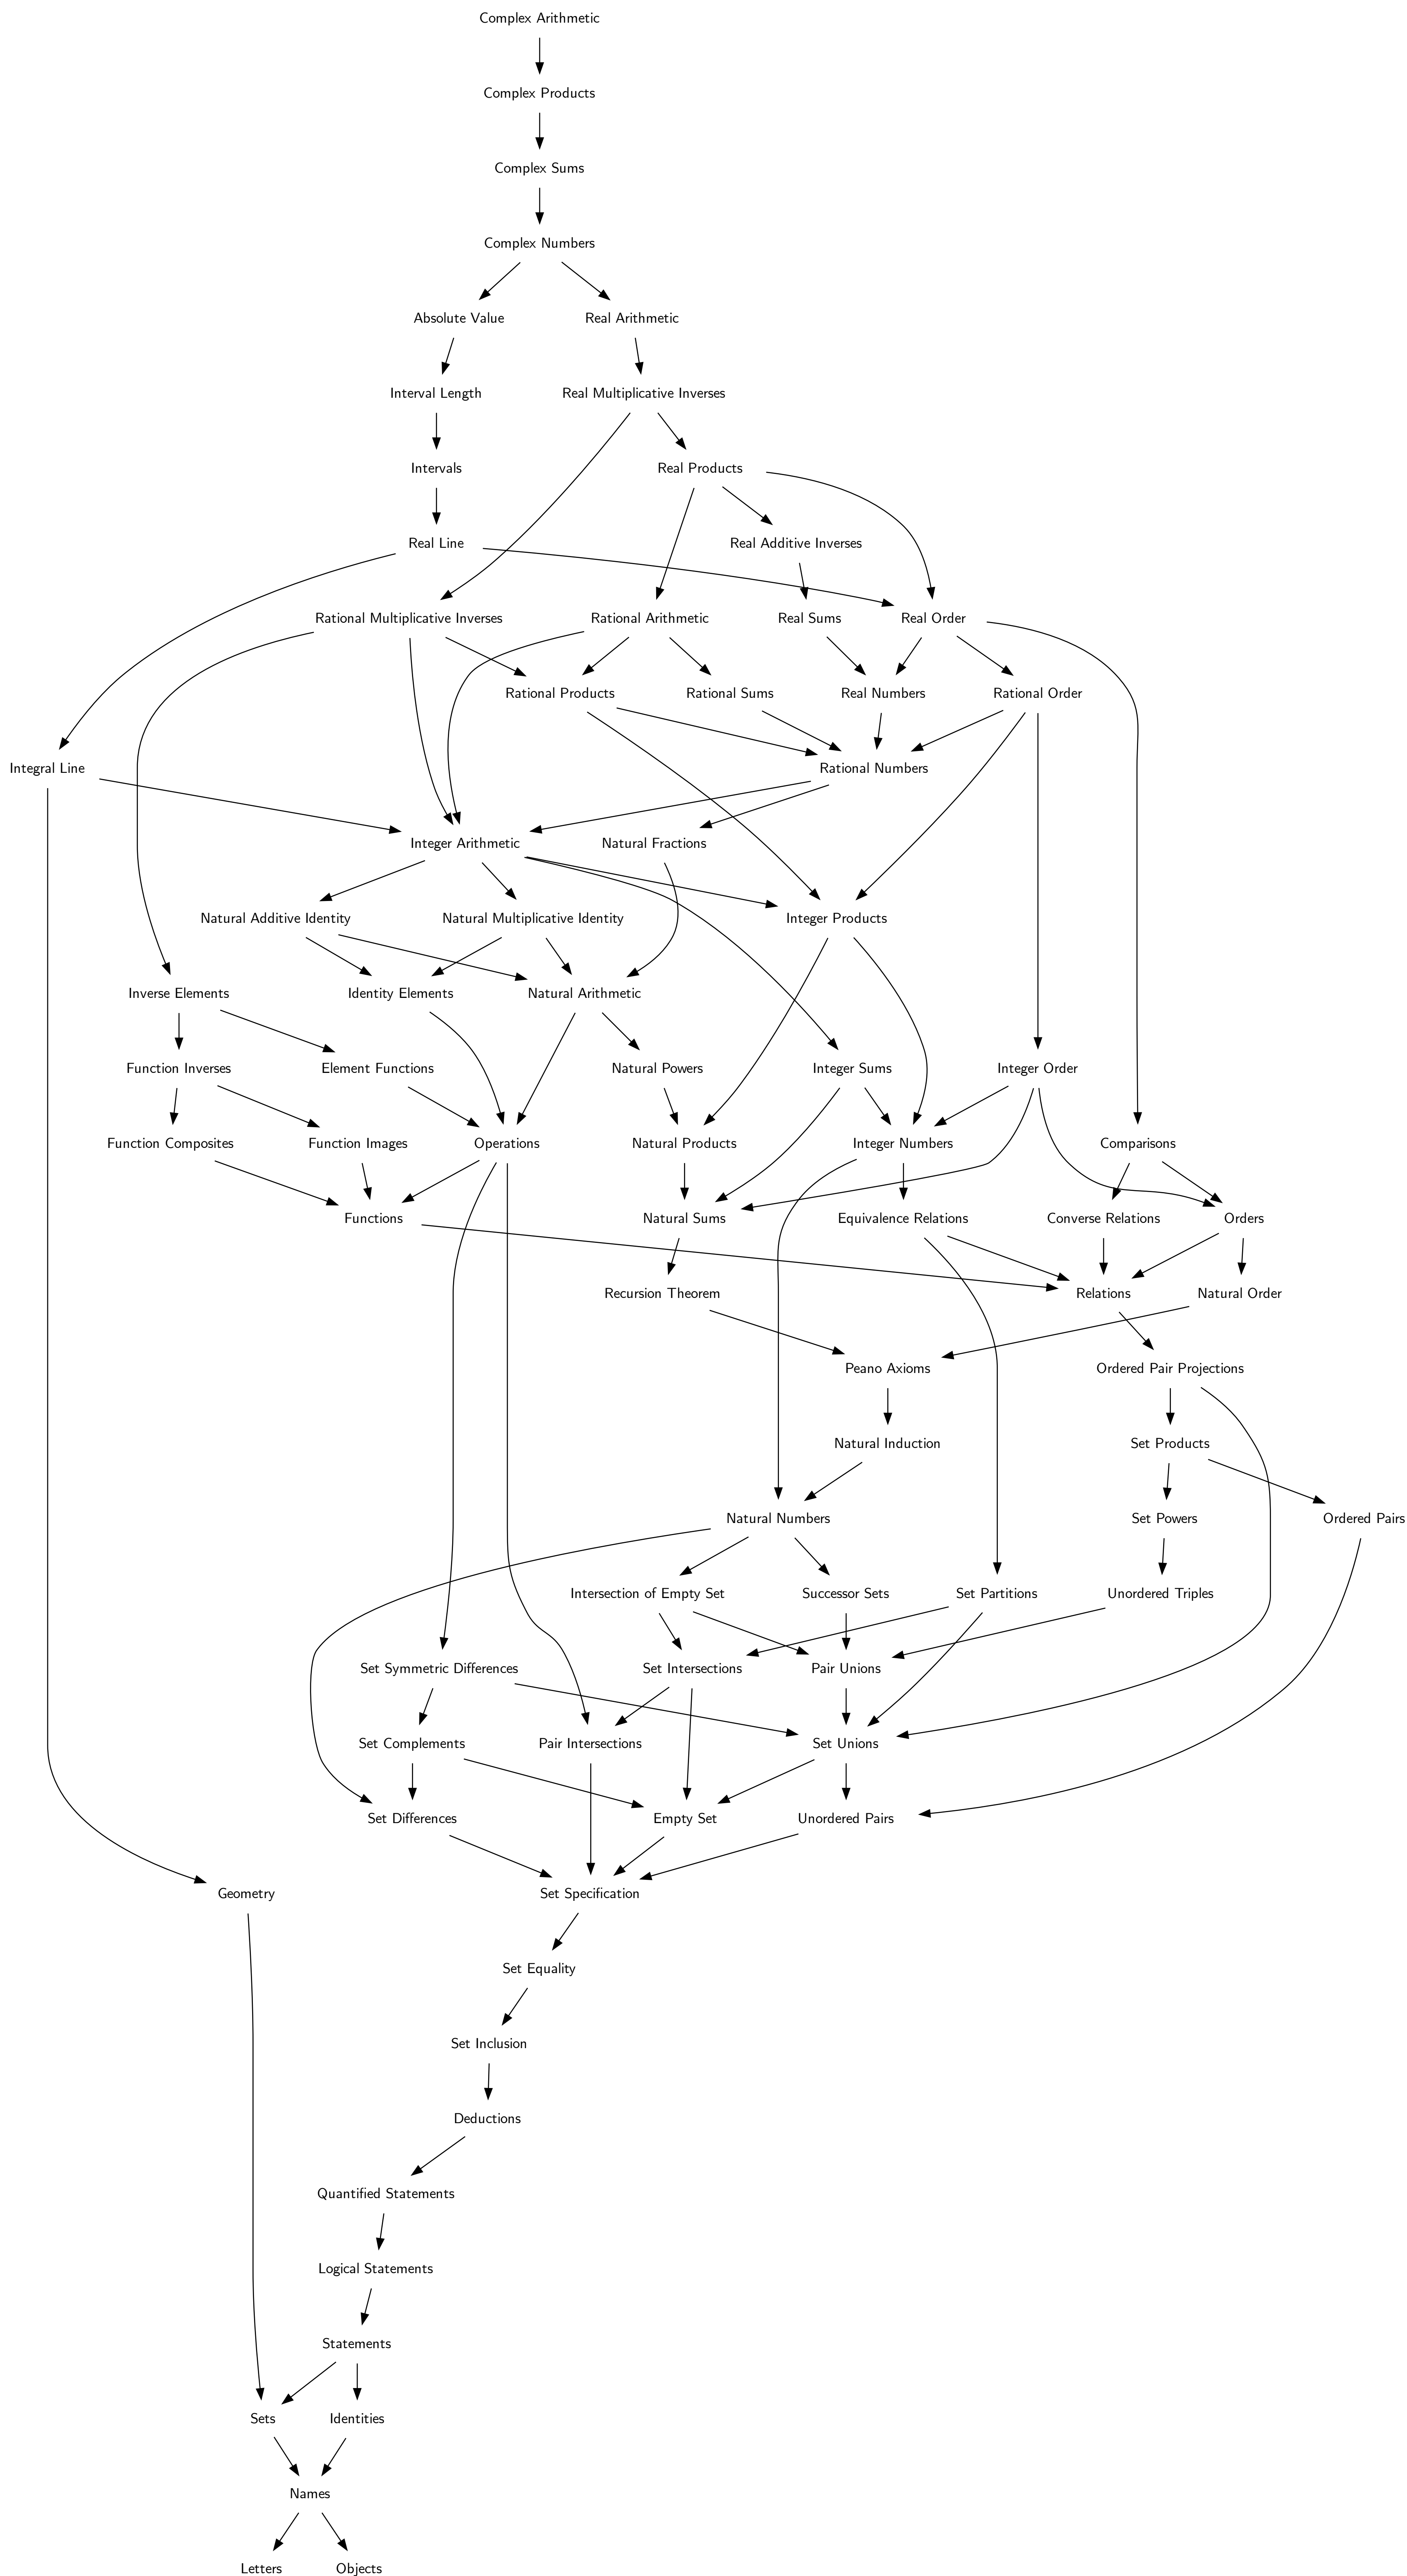 Complex Arithmetic
Complex Products
Complex Sums
Complex Numbers
Absolute Value
Real Arithmetic
Interval Length
Real Multiplicative Inverses
Intervals
Real Products
Real Line
Real Additive Inverses
Rational Multiplicative Inverses
Rational Arithmetic
Real Sums
Real Order
Rational Products
Rational Sums
Real Numbers
Rational Order
Integral Line
Rational Numbers
Integer Arithmetic
Natural Fractions
Natural Additive Identity
Natural Multiplicative Identity
Integer Products
Inverse Elements
Identity Elements
Natural Arithmetic
Function Inverses
Element Functions
Natural Powers
Integer Sums
Integer Order
Function Composites
Function Images
Operations
Natural Products
Integer Numbers
Comparisons
Functions
Natural Sums
Equivalence Relations
Converse Relations
Orders
Recursion Theorem
Relations
Natural Order
Peano Axioms
Ordered Pair Projections
Natural Induction
Set Products
Natural Numbers
Set Powers
Ordered Pairs
Intersection of Empty Set
Successor Sets
Set Partitions
Unordered Triples
Set Symmetric Differences
Set Intersections
Pair Unions
Set Complements
Pair Intersections
Set Unions
Set Differences
Empty Set
Unordered Pairs
Geometry
Set Specification
Set Equality
Set Inclusion
Deductions
Quantified Statements
Logical Statements
Statements
Sets
Identities
Names
Letters
Objects